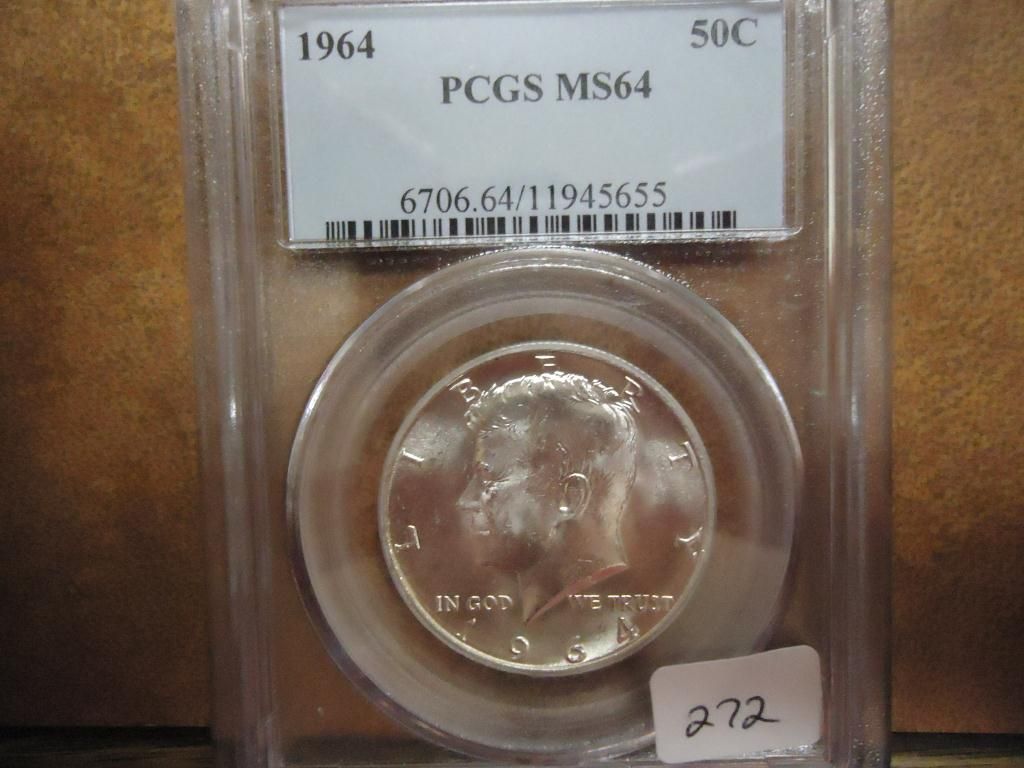 1964 50C
PCGS MS64
6706.64/11945655
LIBERTY
IN GOD WE TRUST
1964
272